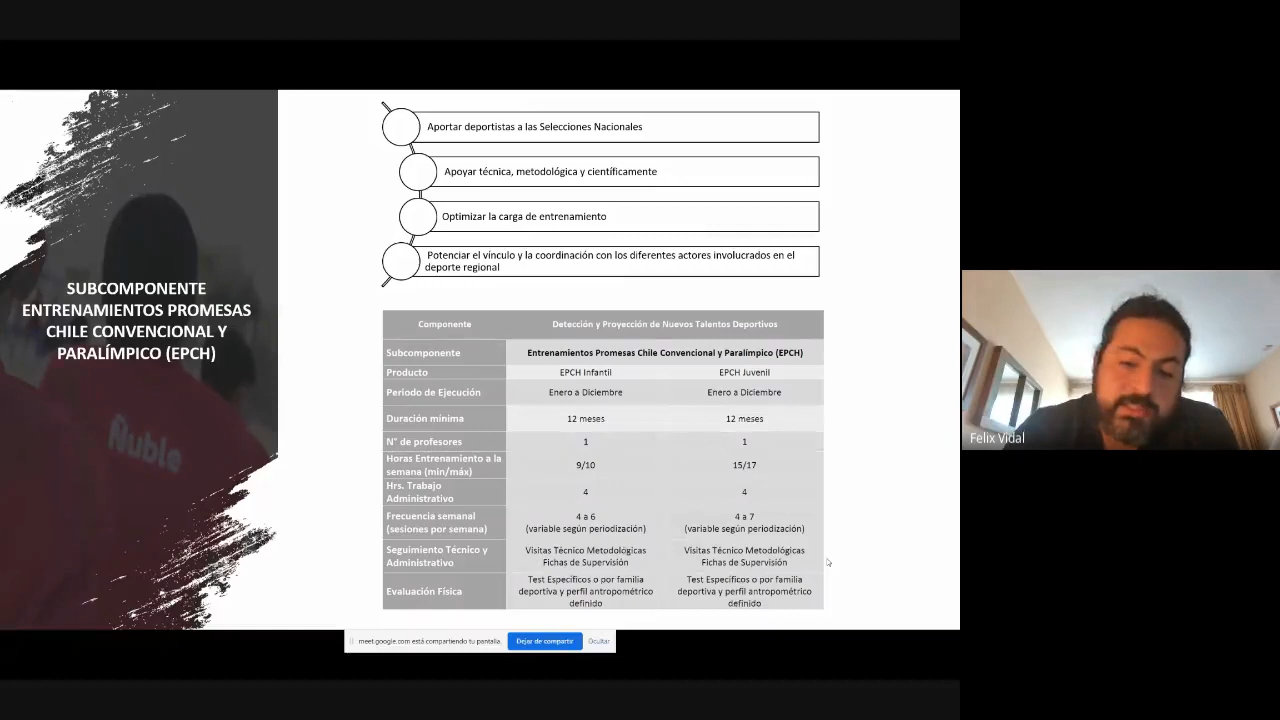 SUBCOMPONENTE
ENTRENAMIENTOS PROMESAS
CHILE CONVENCIONAL Y
PARALÍMPICO (EPCH)
Ñuble
Aportar deportistas a las Selecciones Nacionales
Apoyar técnica, metodológica y científicamente
Optimizar la carga de entrenamiento
Potenciar el vínculo y la coordinación con los diferentes actores involucrados en el
deporte regional
Componente Detección y Proyección de Nuevos Talentos Deportivos
Subcomponente Entrenamientos Promesas Chile Convencional y Paralímpico (EPCH)
Producto EPCH Infantil EPCH Juvenil
Periodo de Ejecución Enero a Diciembre Enero a Diciembre
Duración mínima 12 meses 12 meses
N° de profesores 1 1
Horas Entrenamiento a la
semana (min/máx) 9/10 15/17
Hrs. Trabajo
Administrativo 4 4
Frecuencia semanal
(sesiones por semana)
4 a 6
(variable según periodización)
4 a 7
(variable según periodización)
Seguimiento Técnico y
Administrativo
Visitas Técnico Metodológicas
Fichas de Supervisión
Visitas Técnico Metodológicas
Fichas de Supervisión
Evaluación Física
Test Específicos o por familia
deportiva y perfil antropométrico
definido
Test Específicos o por familia
deportiva y perfil antropométrico
definido
meet.google.com está compartiendo tu pantalla.
Dejar de compartir
Ocultar
Felix Vidal